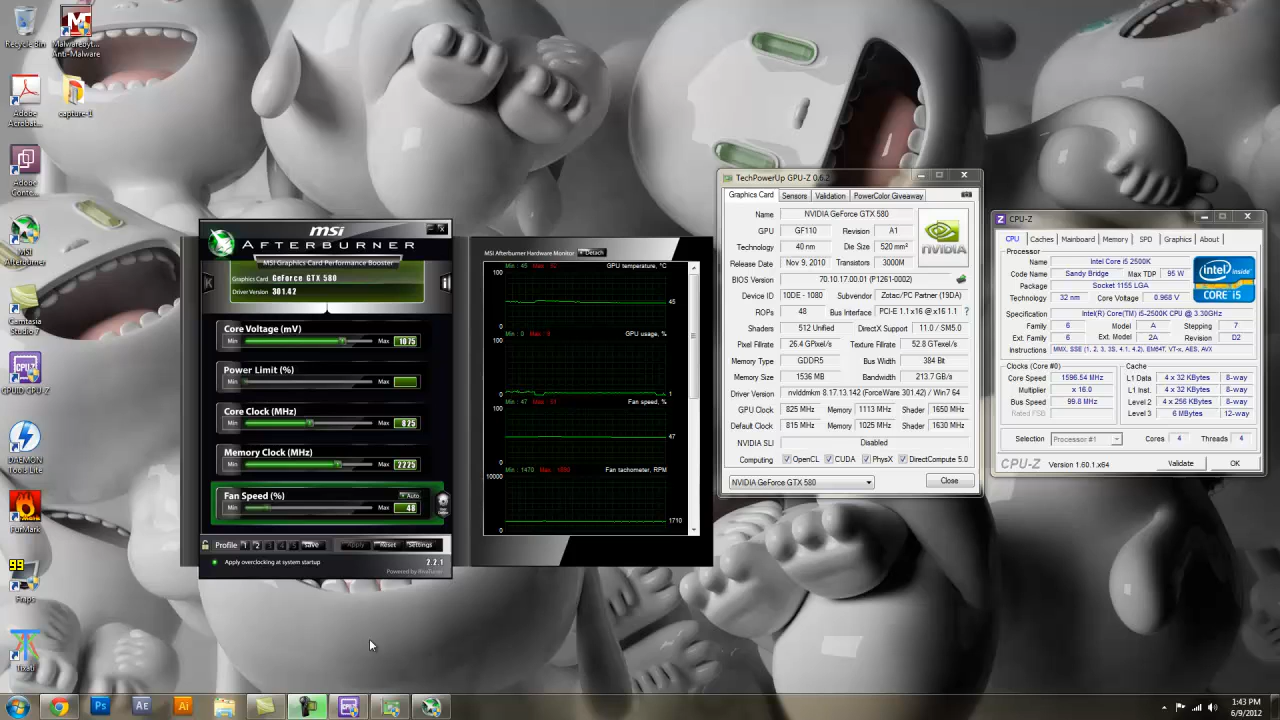 Recycle Bin
Malwareby...
Anti-Malware
Adobe
Acrobat...
capture-1
Adobe
Conte...
MSI
Afterburner
Camtasia
Studio 7
CPUID CPU-Z
DAEMON
Tools Lite
FurMark
99
Fraps
Tixati
msi
AFTERBURNER
MSI Graphics Card Performance Booster
Graphics Card GeForce GTX 580
Driver Version 301.42
K
i
Core Voltage (mV)
Min Max 1075
Power Limit (%)
Min Max
Core Clock (MHz)
Min Max 825
Memory Clock (MHz)
Min Max 2225
Fan Speed (%) Auto
Min Max 48
Profile 1 2 3 4 5 Save Apply Reset Settings
Apply overclocking at system startup 2.2.1
Powered by RivaTuner
MSI Afterburner Hardware Monitor Detach
Min : 45 GPU temperature, °C
100
45
0
GPU usage, %
100
1
0
Min : 47 Fan speed, %
100
47
0
Min : 1470 Fan tachometer, RPM
10000
1710
0
TechPowerUp GPU-Z 0.6.2
Graphics Card Sensors Validation PowerColor Giveaway
Name NVIDIA GeForce GTX 580
GPU GF110 Revision A1
Technology 40 nm Die Size 520 mm²
Release Date Nov 9, 2010 Transistors 3000M
NVIDIA
BIOS Version 70.10.17.00.01 (P1261-0002)
Device ID 10DE - 1080 Subvendor Zotac/PC Partner (19DA)
ROPs 48 Bus Interface PCI-E 1.1 x16 @ x16 1.1 ?
Shaders 512 Unified DirectX Support 11.0 / SM5.0
Pixel Fillrate 26.4 GPixel/s Texture Fillrate 52.8 GTexel/s
Memory Type GDDR5 Bus Width 384 Bit
Memory Size 1536 MB Bandwidth 213.7 GB/s
Driver Version nvlddmkm 8.17.13.142 (ForceWare 301.42) / Win7 64
GPU Clock 825 MHz Memory 1113 MHz Shader 1650 MHz
Default Clock 815 MHz Memory 1025 MHz Shader 1630 MHz
NVIDIA SLI Disabled
Computing OpenCL CUDA PhysX DirectCompute 5.0
NVIDIA GeForce GTX 580 Close
CPU-Z
CPU Caches Mainboard Memory SPD Graphics About
Processor
Name Intel Core i5 2500K
Code Name Sandy Bridge Max TDP 95 W
Package Socket 1155 LGA
Technology 32 nm Core Voltage 0.968 V
intel inside
CORE i5
Specification Intel(R) Core(TM) i5-2500K CPU @ 3.30GHz
Family 6 Model A Stepping 7
Ext. Family 6 Ext. Model 2A Revision D2
Instructions MMX, SSE (1, 2, 3, 3S, 4.1, 4.2), EM64T, VT-x, AES, AVX
Clocks (Core #0) Cache
Core Speed 1596.54 MHz L1 Data 4 x 32 KBytes 8-way
Multiplier x 16.0 L1 Inst. 4 x 32 KBytes 8-way
Bus Speed 99.8 MHz Level 2 4 x 256 KBytes 8-way
Rated FSB Level 3 6 MBytes 12-way
Selection Processor #1 Cores 4 Threads 4
CPU-Z Version 1.60.1.x64 Validate OK
Ps
Ae
Ai
1:43 PM
6/9/2012